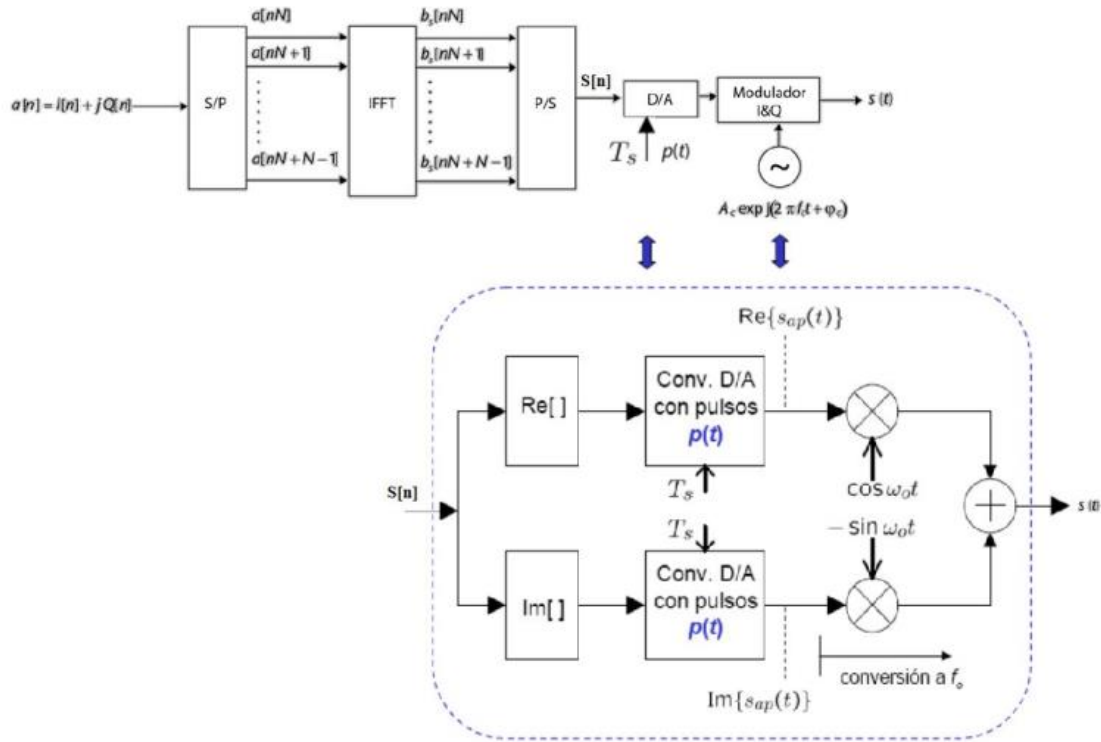 a[n] = I[n] + j Q[n]
S/P
a[nN]
a[nN + 1]
a[nN + N – 1]
IFFT
b_s[nN]
b_s[nN + 1]
b_s[nN + N – 1]
P/S
S[n]
D/A
T_s p(t)
Modulador
I&Q
s (t)
~
A_c exp j(2 πf_c t + φ_c)
Re{s_ap(t)}
Re[ ]
Conv. D/A
con pulsos
p(t)
T_s
cos ω_o t
S[n]
+
s (t)
T_s
− sin ω_o t
Im[ ]
Conv. D/A
con pulsos
p(t)
conversión a f_o
Im{s_ap(t)}